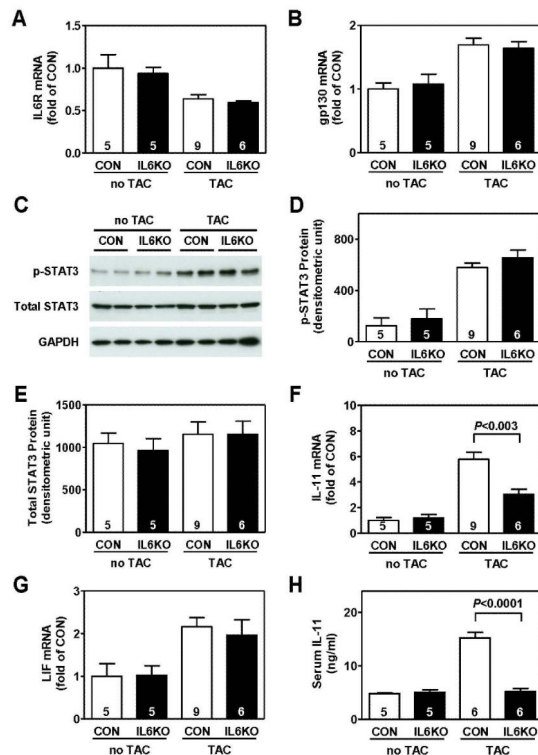 A
IL6R mRNA
(fold of CON)
1.5
1.0
0.5
0.0
5 5 9 6
CON IL6KO CON IL6KO
no TAC TAC
B
gp130 mRNA
(fold of CON)
2
1
0
5 5 9 6
CON IL6KO CON IL6KO
no TAC TAC
C
no TAC TAC
CON IL6KO CON IL6KO
p-STAT3
Total STAT3
GAPDH
D
p-STAT3 Protein
(densitometric unit)
800
400
0
5 5 9 6
CON IL6KO CON IL6KO
no TAC TAC
E
Total STAT3 Protein
(densitometric unit)
1500
1000
500
0
5 5 9 6
CON IL6KO CON IL6KO
no TAC TAC
F
IL-11 mRNA
(fold of CON)
8
6
4
2
0
P<0.003
5 5 9 6
CON IL6KO CON IL6KO
no TAC TAC
G
LIF mRNA
(fold of CON)
3
2
1
0
5 5 9 6
CON IL6KO CON IL6KO
no TAC TAC
H
Serum IL-11
(ng/ml)
20
10
0
P<0.0001
5 5 6 6
CON IL6KO CON IL6KO
no TAC TAC